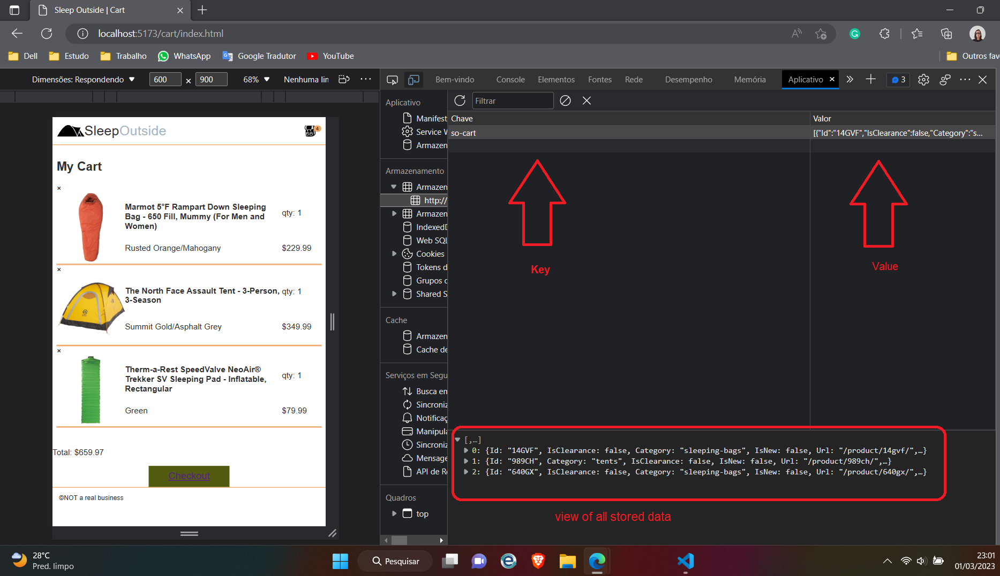 Sleep Outside | Cart
localhost:5173/cart/index.html
Dell
Estudo
Trabalho
WhatsApp
Google Tradutor
YouTube
Outros fav
Dimensões: Respondendo
600 × 900
68%
Nenhuma lin
Bem-vindo
Console
Elementos
Fontes
Rede
Desempenho
Memória
Aplicativo
3
SleepOutside
4
My Cart
×
Marmot 5°F Rampart Down Sleeping
Bag - 650 Fill, Mummy (For Men and
Women)
qty: 1
Rusted Orange/Mahogany
$229.99
×
The North Face Assault Tent - 3-Person,
3-Season
qty: 1
Summit Gold/Asphalt Grey
$349.99
×
Therm-a-Rest SpeedValve NeoAir®
Trekker SV Sleeping Pad - Inflatable,
Rectangular
qty: 1
Green
$79.99
Total: $659.97
Checkout
©NOT a real business
Aplicativo
Manifest
Service W
Armazen
Armazenamento
Armazen
http://
Armazen
IndexedD
Web SQL
Cookies
Tokens d
Grupos d
Shared S
Cache
Armazen
Cache de
Serviços em Segu
Busca em
Sincroniz
Notificaç
Manipula
Sincroniz
Mensage
API de Re
Quadros
top
Filtrar
Chave
Valor
so-cart
[{"Id":"14GVF","IsClearance":false,"Category":"s...
Key
Value
[,…]
0: {Id: "14GVF", IsClearance: false, Category: "sleeping-bags", IsNew: false, Url: "/product/14gvf/",…}
1: {Id: "989CH", Category: "tents", IsClearance: false, IsNew: false, Url: "/product/989ch/",…}
2: {Id: "640GX", IsClearance: false, Category: "sleeping-bags", IsNew: false, Url: "/product/640gx/",…}
view of all stored data
28°C
Pred. limpo
Pesquisar
23:01
01/03/2023